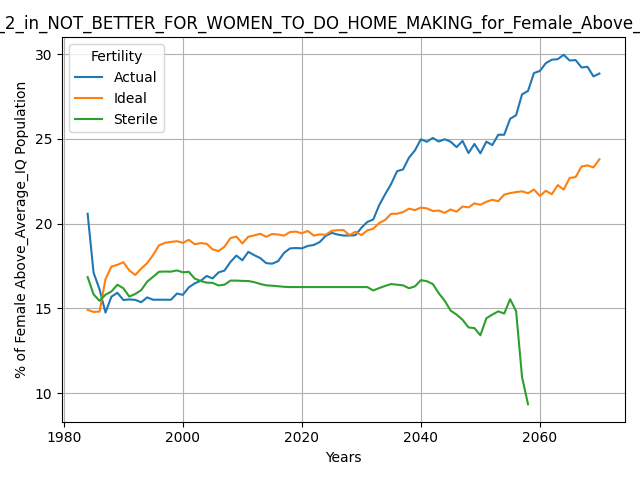 _2_in_NOT_BETTER_FOR_WOMEN_TO_DO_HOME_MAKING_for_Female_Above_
Fertility
Actual
Ideal
Sterile
% of Female Above_Average_IQ Population
30
25
20
15
10
1980
2000
2020
2040
2060
Years